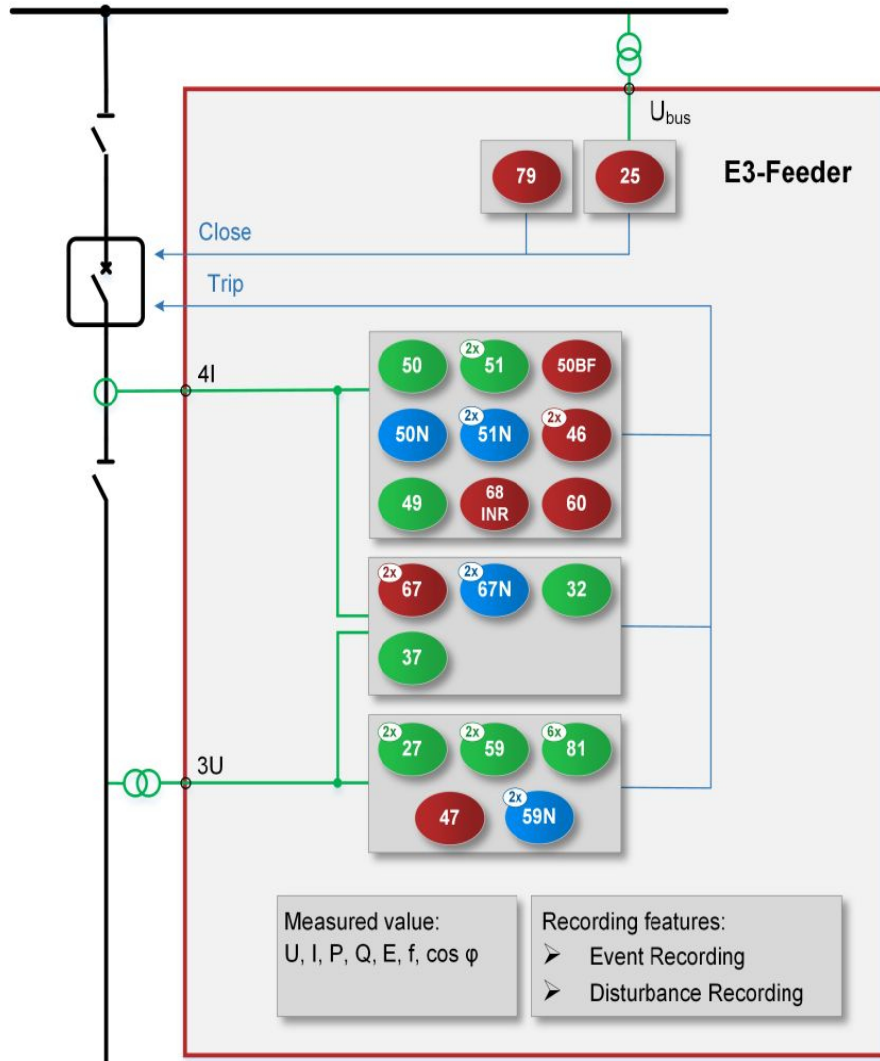 U bus
E3-Feeder
79
25
Close
Trip
4I
50
2x
51
50BF
50N
2x
51N
2x
46
49
68
INR
60
2x
67
2x
67N
32
37
3U
2x
27
2x
59
6x
81
47
2x
59N
Measured value:
U, I, P, Q, E, f, cos φ
Recording features:
➢ Event Recording
➢ Disturbance Recording